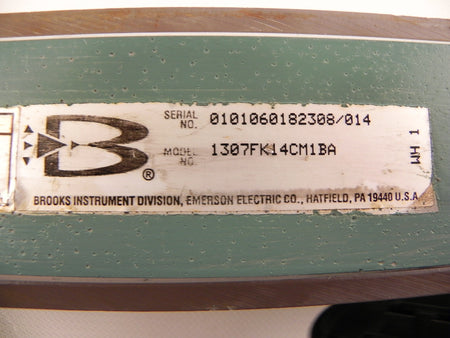 B®
SERIAL NO. 0101060182308/014
MODEL NO. 1307FK14CM1BA
WH 1
BROOKS INSTRUMENT DIVISION, EMERSON ELECTRIC CO., HATFIELD, PA 19440 U.S.A